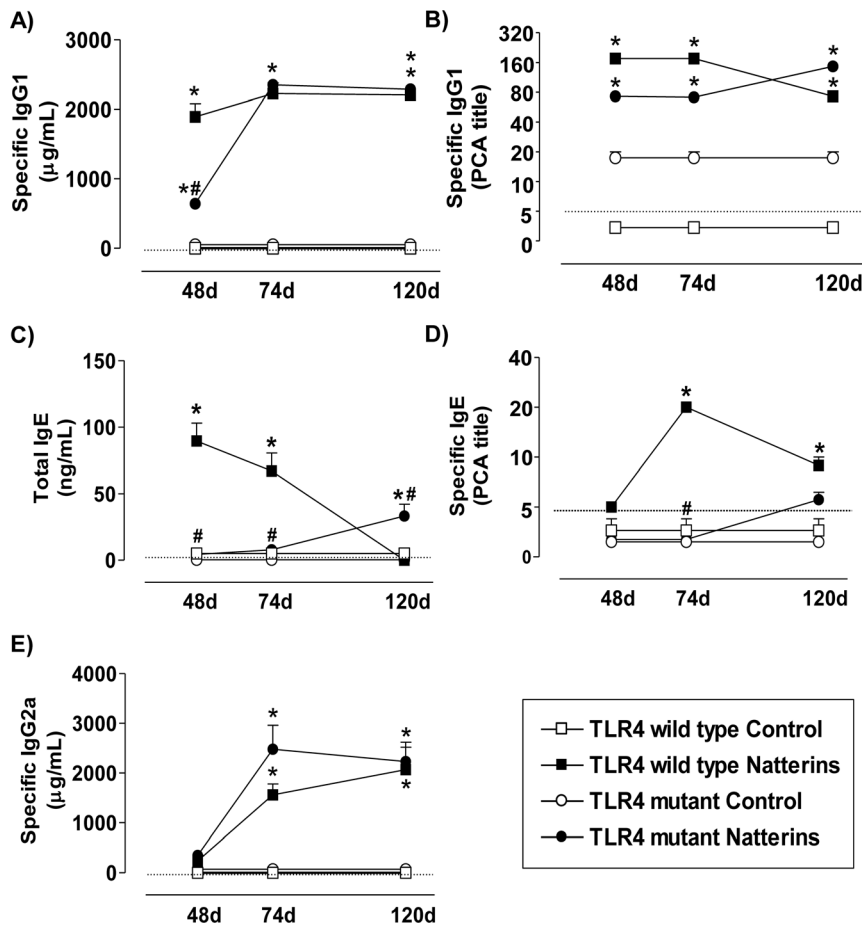 A)
Specific IgG1
(μg/mL)
3000
2000
1000
0
*
*
*
*
*#
48d
74d
120d
B)
Specific IgG1
(PCA title)
320
160
80
40
20
10
5
0
*
*
*
*
*
*
48d
74d
120d
C)
Total IgE
(ng/mL)
150
100
50
0
*
*
*#
#
#
48d
74d
120d
D)
Specific IgE
(PCA title)
40
20
10
5
0
*
*
#
48d
74d
120d
E)
Specific IgG2a
(μg/mL)
4000
3000
2000
1000
0
*
*
*
*
48d
74d
120d
TLR4 wild type Control
TLR4 wild type Natterins
TLR4 mutant Control
TLR4 mutant Natterins